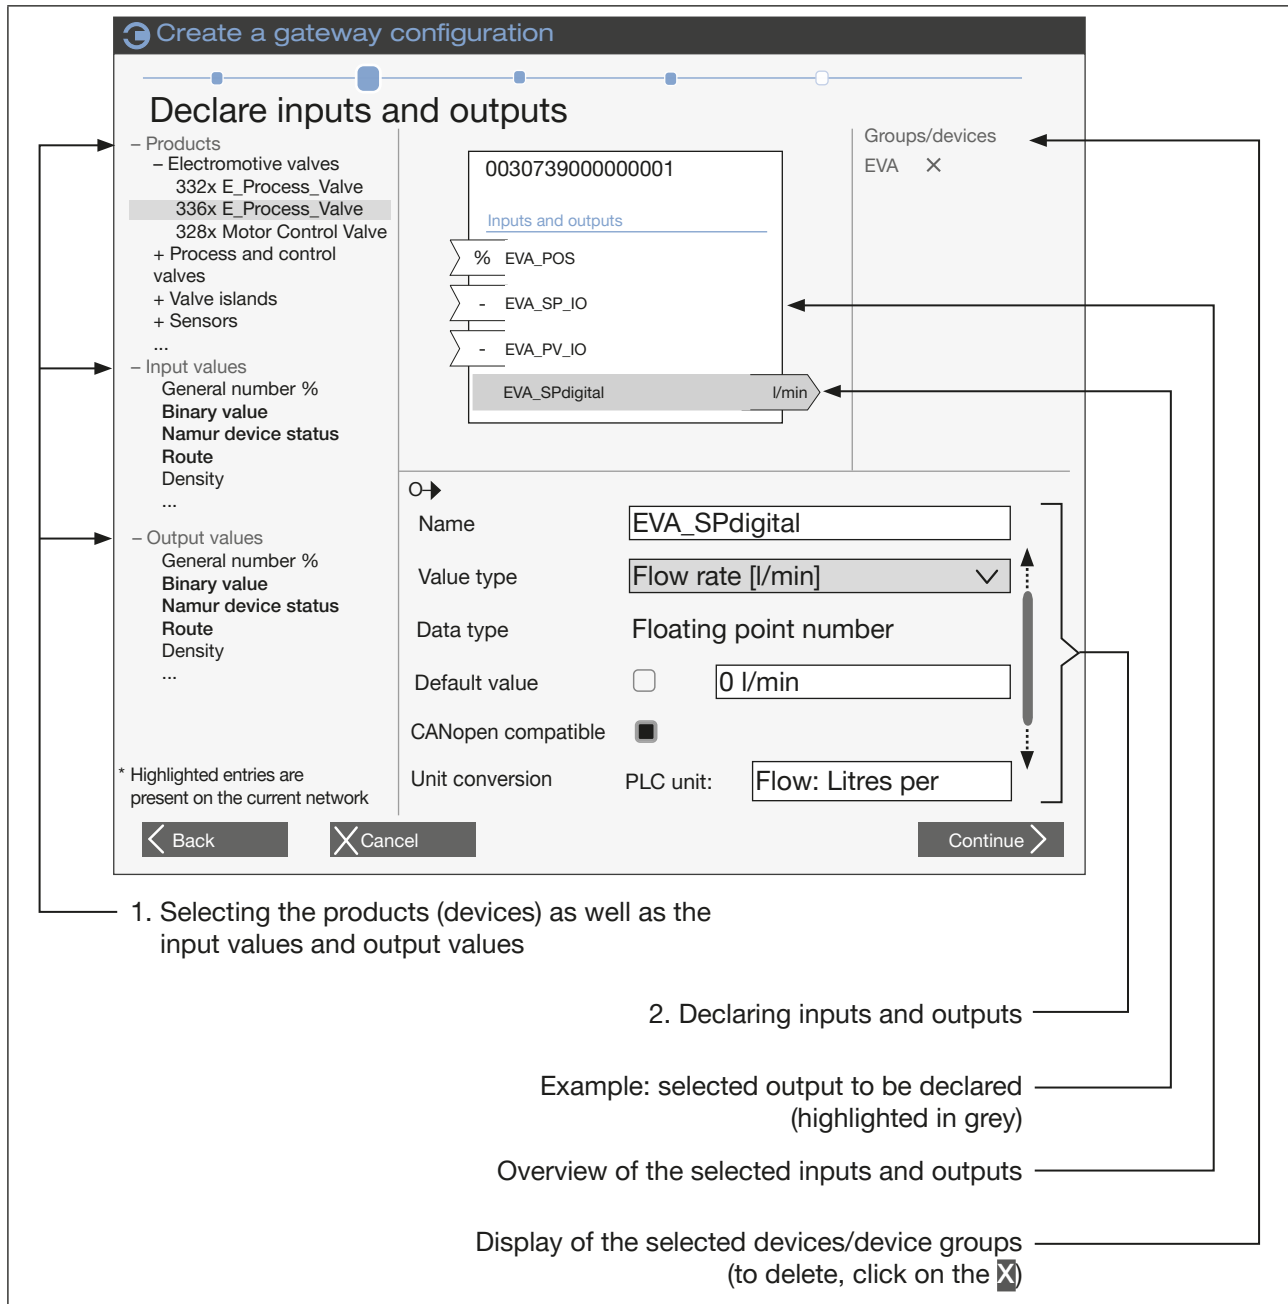 Create a gateway configuration
Declare inputs and outputs
– Products
– Electromotive valves
332x E_Process_Valve
336x E_Process_Valve
328x Motor Control Valve
+ Process and control
valves
+ Valve islands
+ Sensors
...
– Input values
General number %
Binary value
Namur device status
Route
Density
...
– Output values
General number %
Binary value
Namur device status
Route
Density
...
* Highlighted entries are
present on the current network
0030739000000001
Inputs and outputs
% EVA_POS
- EVA_SP_IO
- EVA_PV_IO
EVA_SPdigital l/min
Groups/devices
EVA X
Name EVA_SPdigital
Value type Flow rate [l/min]
Data type Floating point number
Default value 0 l/min
CANopen compatible
Unit conversion PLC unit: Flow: Litres per
Back
Cancel
Continue
1. Selecting the products (devices) as well as the
input values and output values
2. Declaring inputs and outputs
Example: selected output to be declared
(highlighted in grey)
Overview of the selected inputs and outputs
Display of the selected devices/device groups
(to delete, click on the X)